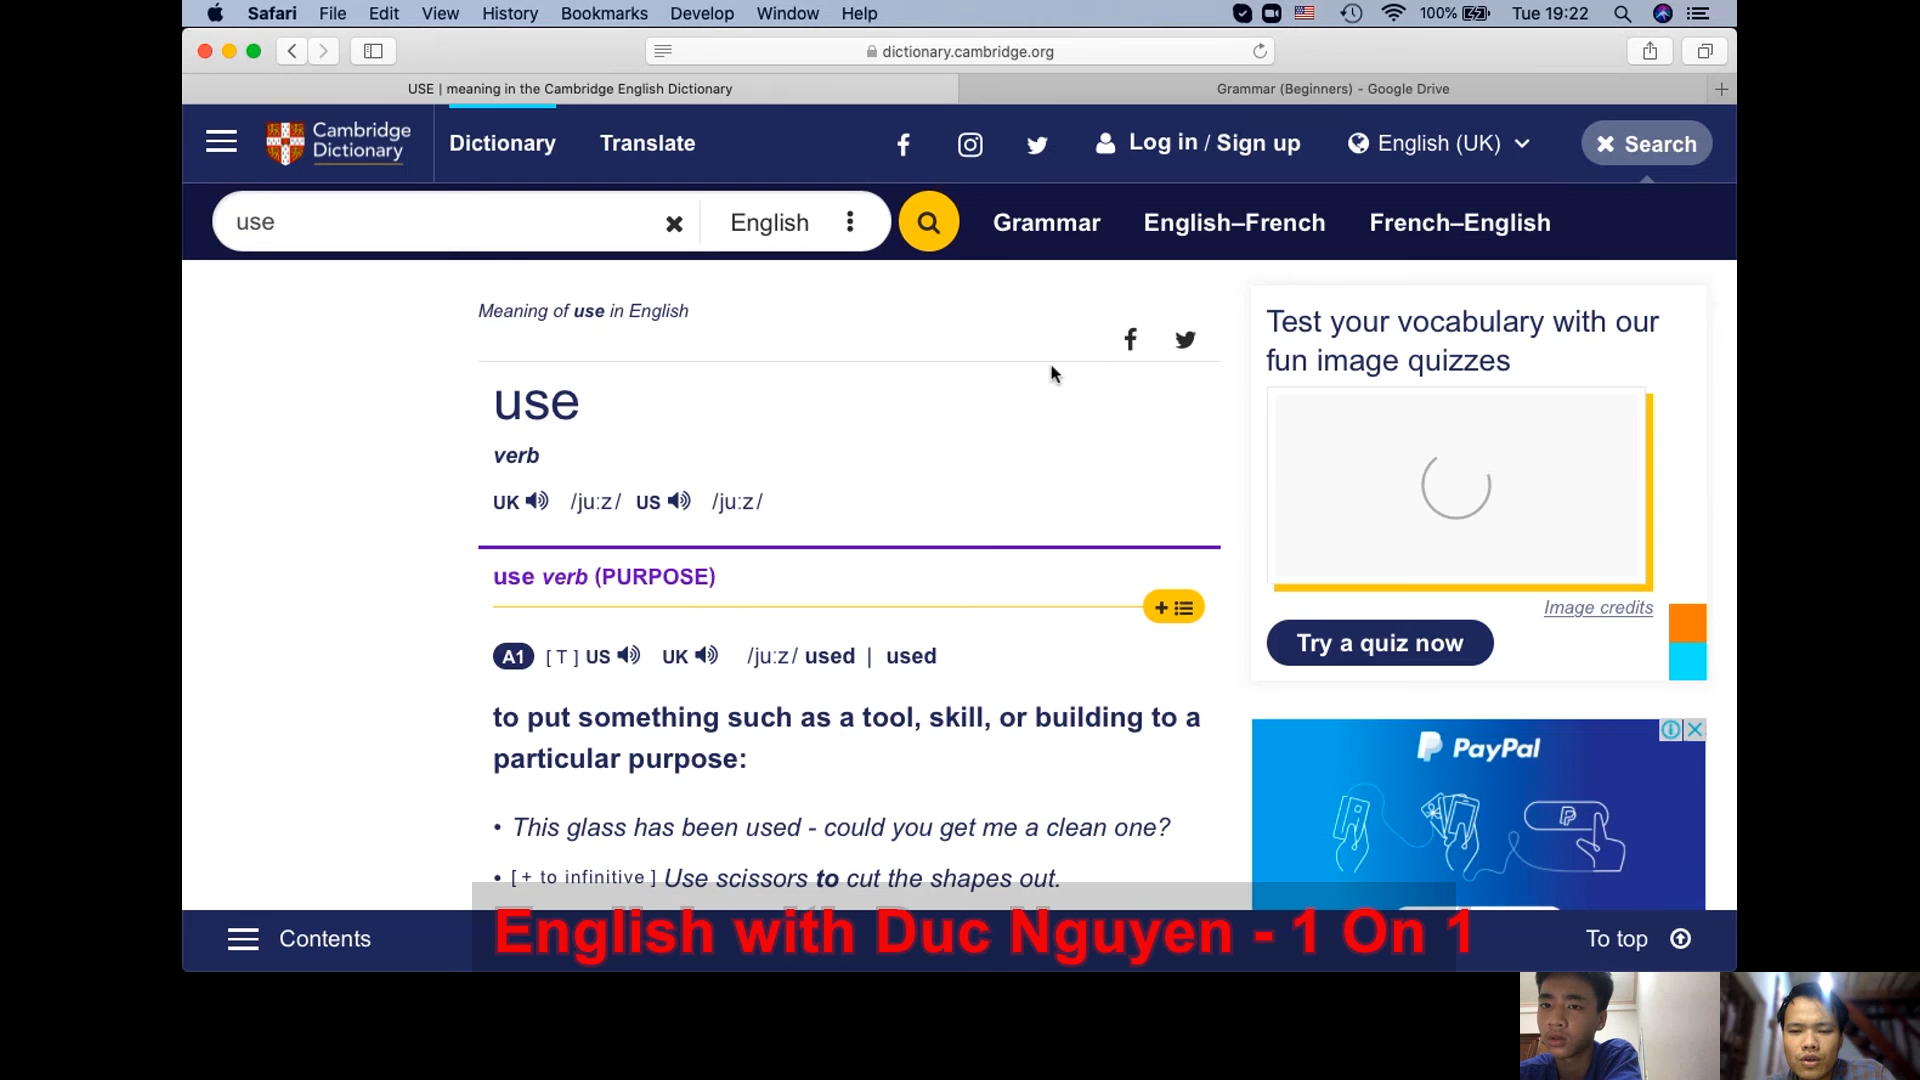 Safari File Edit View History Bookmarks Develop Window Help 100% Tue 19:22
dictionary.cambridge.org
USE | meaning in the Cambridge English Dictionary
Grammar (Beginners) - Google Drive
Cambridge Dictionary
Dictionary Translate
Log in / Sign up
English (UK)
Search
use
English
Grammar English–French French–English
Meaning of use in English
use
verb
UK /juːz/ US /juːz/
use verb (PURPOSE)
A1 [ T ] US UK /juːz/ used | used
to put something such as a tool, skill, or building to a
particular purpose:
• This glass has been used - could you get me a clean one?
• [ + to infinitive ] Use scissors to cut the shapes out.
Test your vocabulary with our
fun image quizzes
Image credits
Try a quiz now
PayPal
Contents
English with Duc Nguyen - 1 On 1
To top